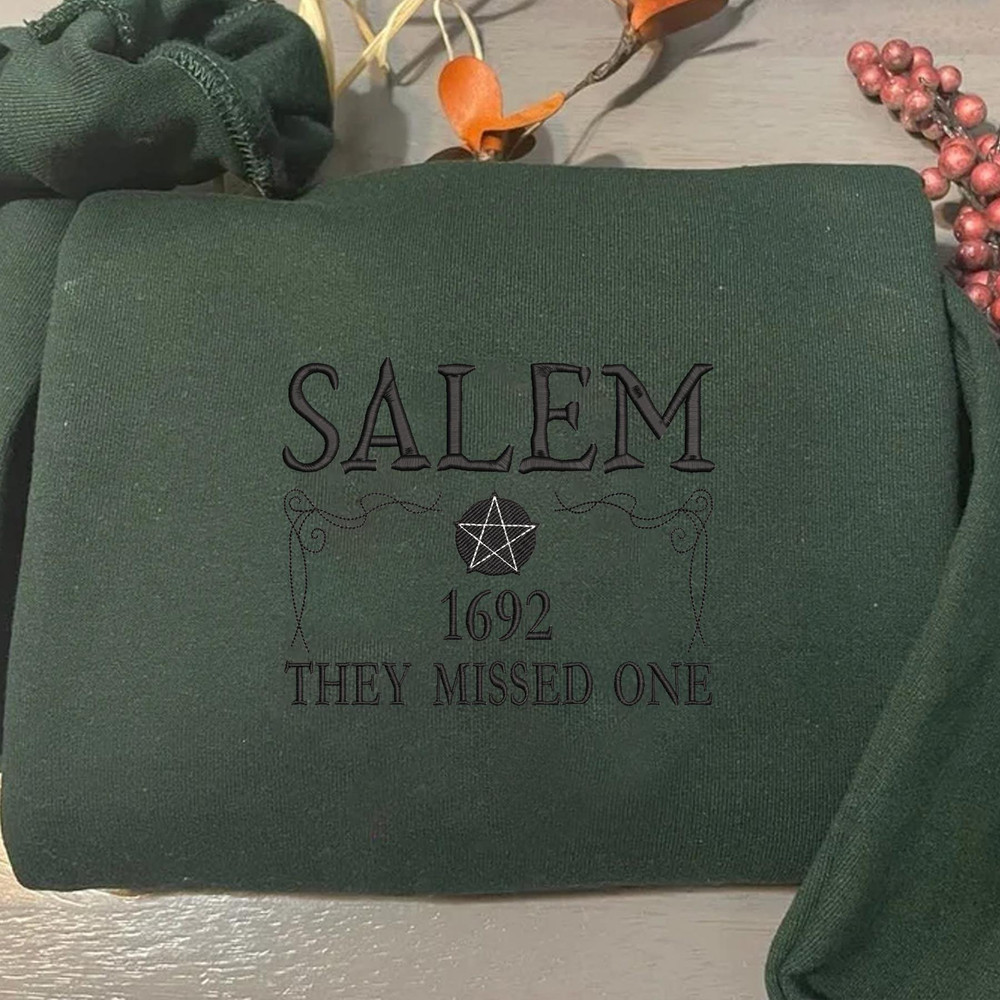 SALEM
1692
THEY MISSED ONE